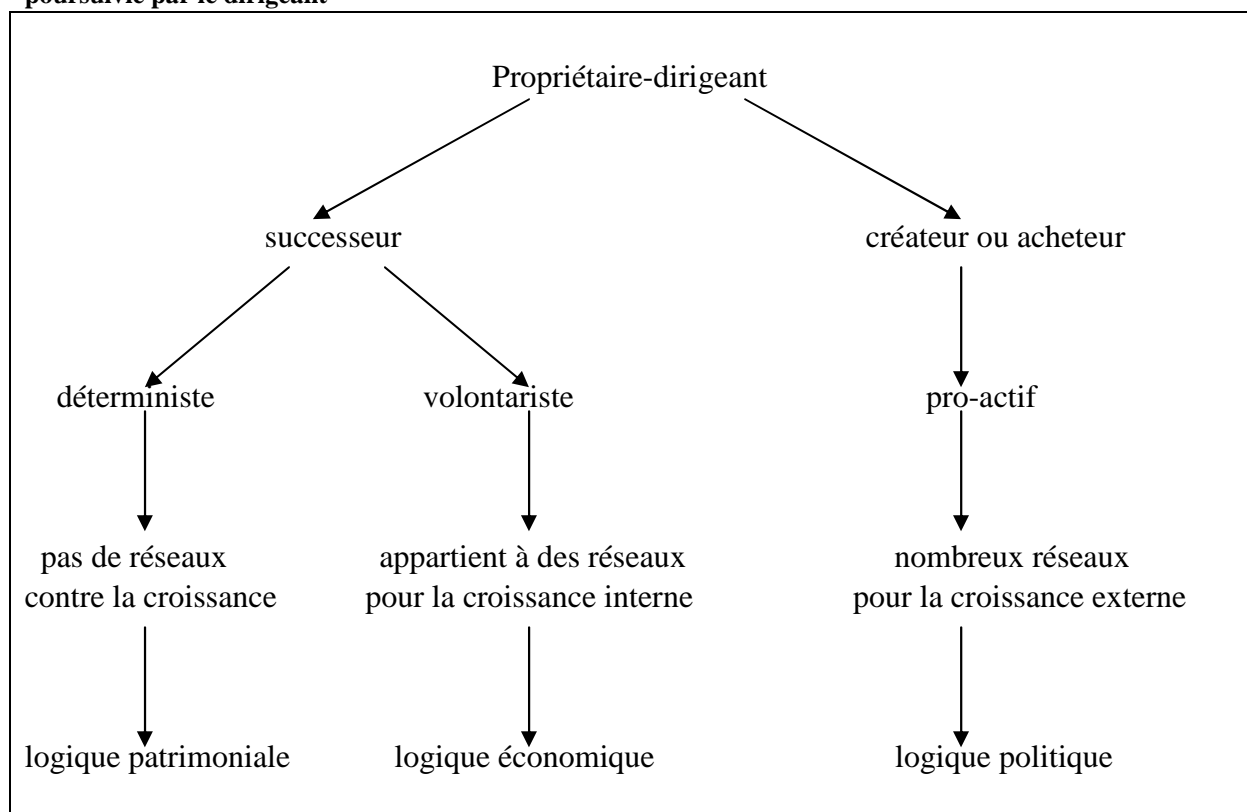 poursuivie par le dirigeant
Propriétaire-dirigeant
successeur
créateur ou acheteur
déterministe
volontariste
pro-actif
pas de réseaux
contre la croissance
appartient à des réseaux
pour la croissance interne
nombreux réseaux
pour la croissance externe
logique patrimoniale
logique économique
logique politique